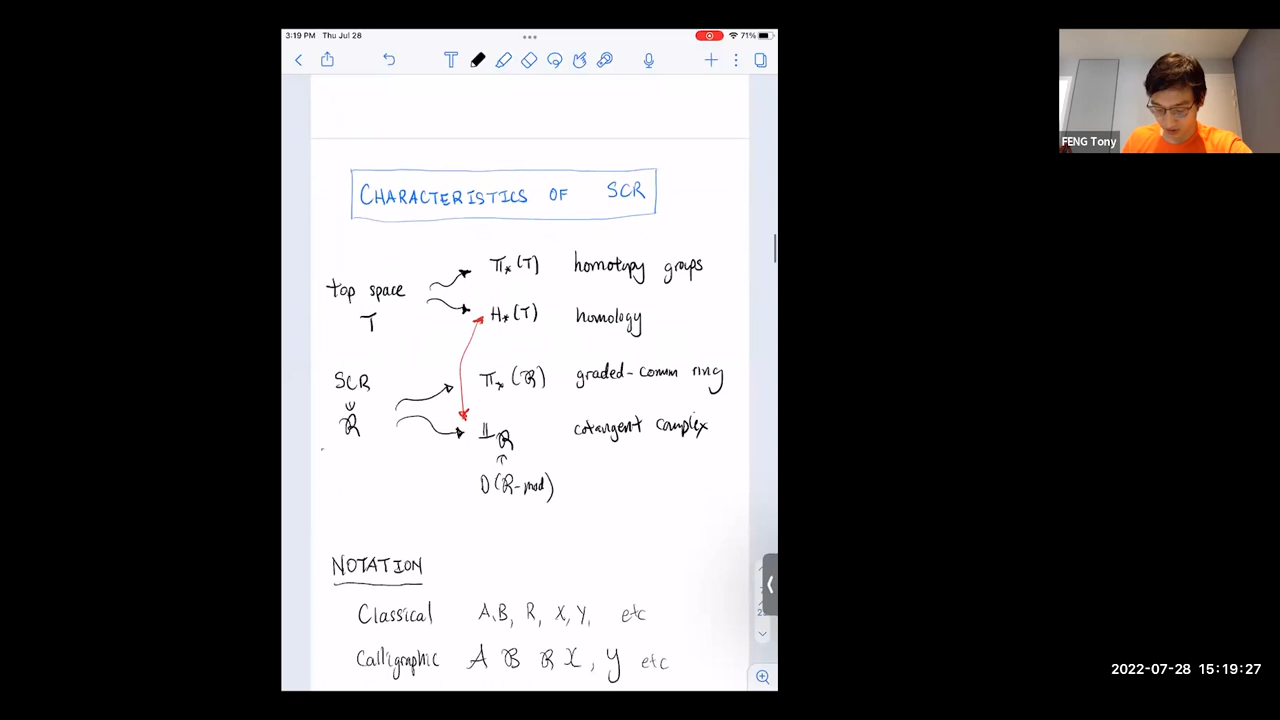 3:19 PM Thu Jul 28
71%
FENG Tony
CHARACTERISTICS OF SCR
top space
T
π*(T) homotopy groups
H*(T) homology
SCR
ℛ
π*(ℛ) graded-comm ring
𝕃ℛ cotangent complex
D(ℛ-mod)
NOTATION
Classical A, B, R, X, Y, etc
Calligraphic 𝒜 ℬ ℛ 𝒳, 𝒴 etc
2022-07-28 15:19:27